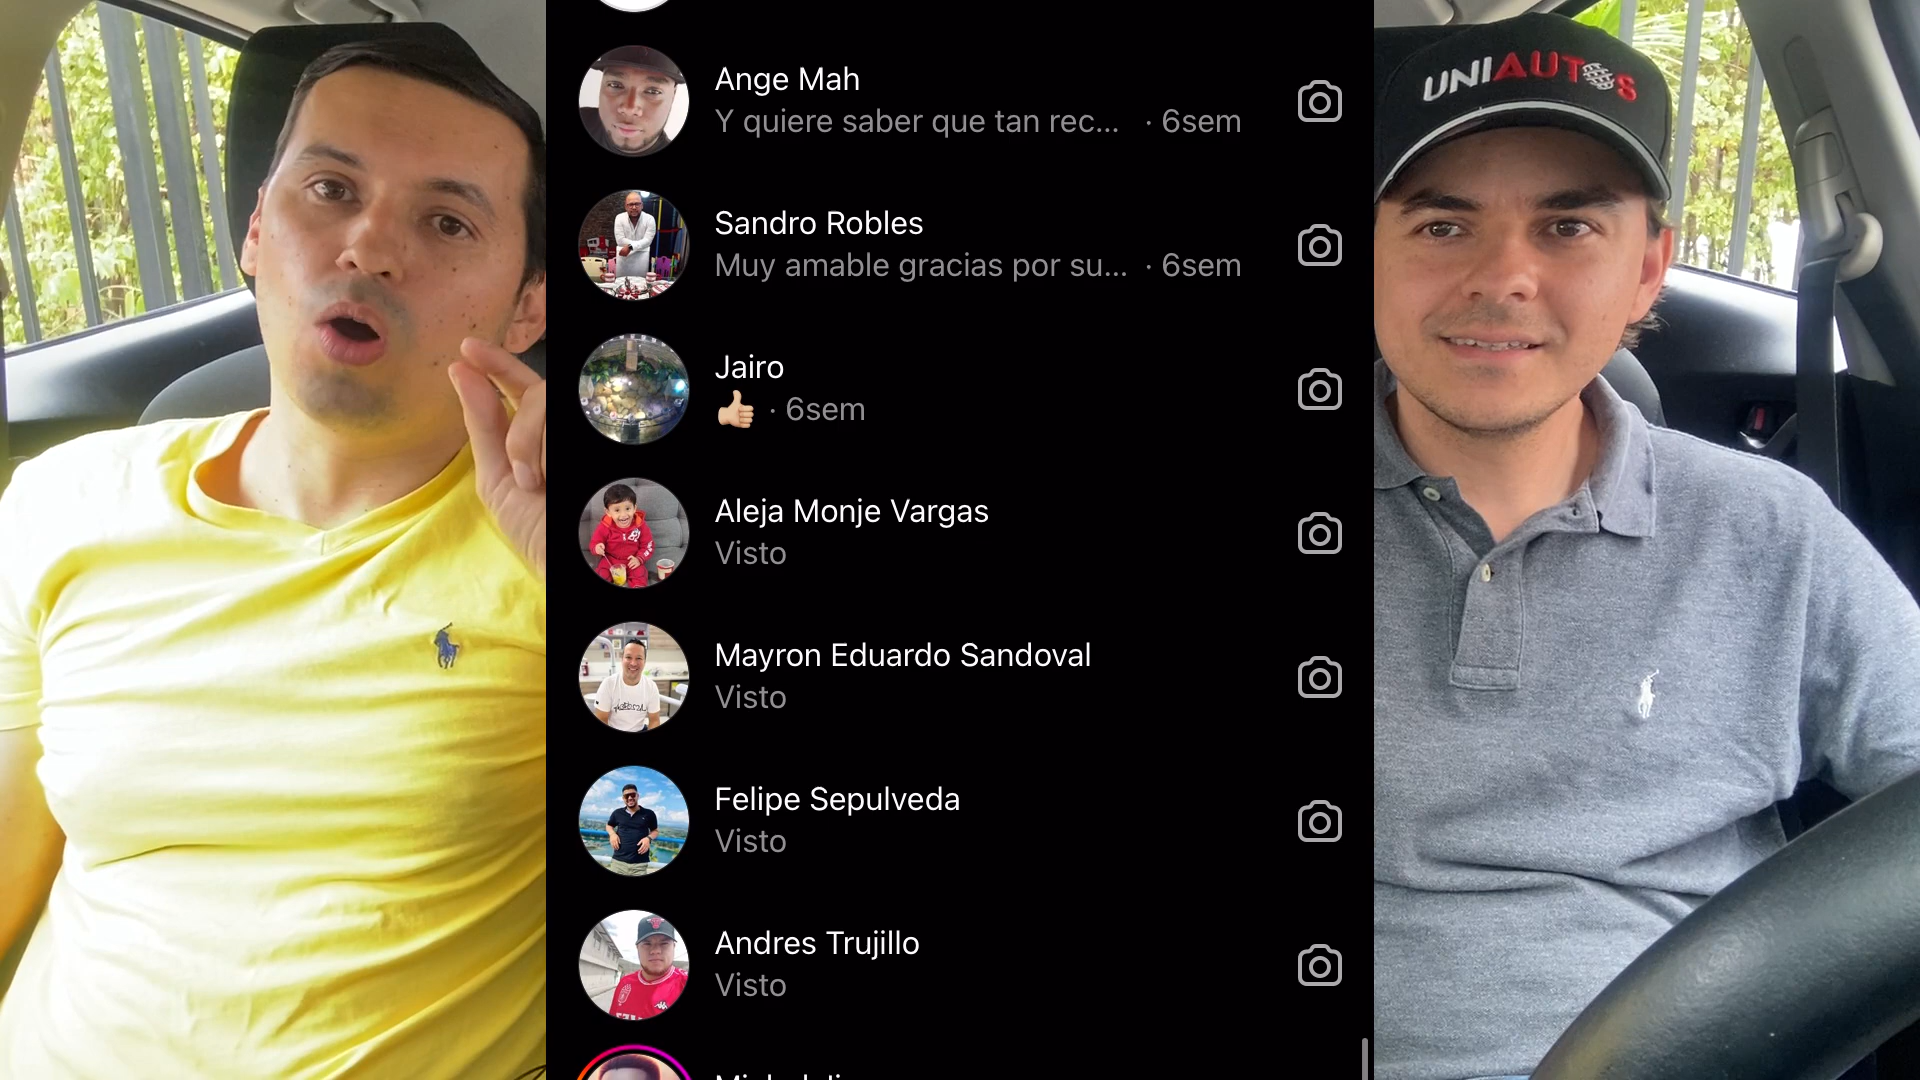 UNIAUTOS
Ange Mah
Y quiere saber que tan rec... · 6sem
Sandro Robles
Muy amable gracias por su... · 6sem
Jairo
👍🏼 · 6sem
Aleja Monje Vargas
Visto
Mayron Eduardo Sandoval
Visto
Felipe Sepulveda
Visto
Andres Trujillo
Visto